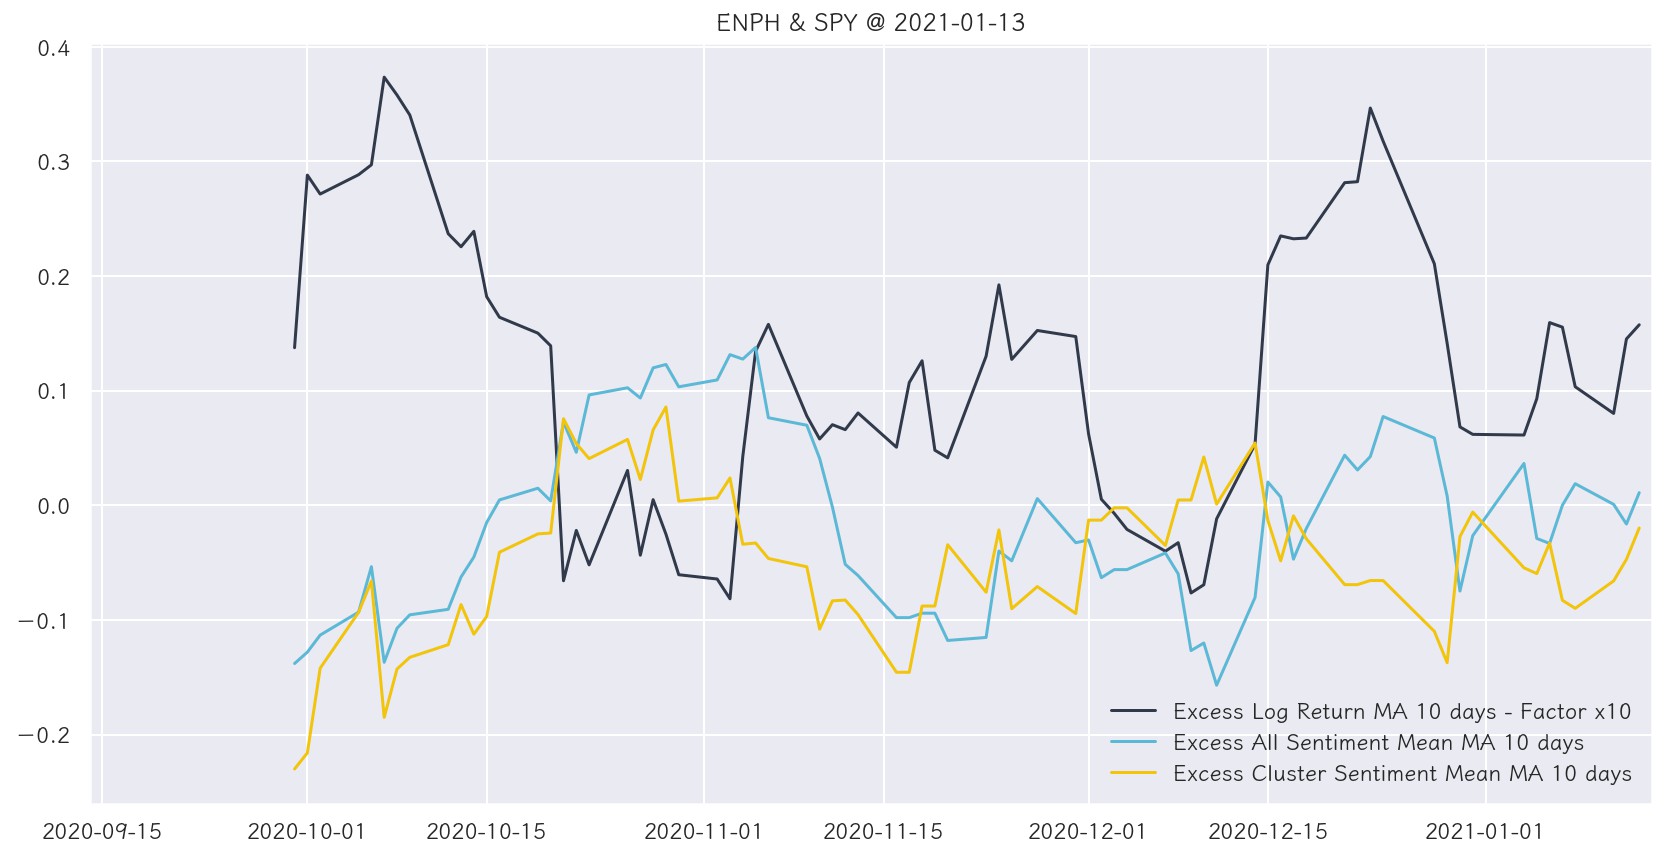 ENPH & SPY @ 2021-01-13
0.4
0.3
0.2
0.1
0.0
−0.1
−0.2
Excess Log Return MA 10 days - Factor x10
Excess All Sentiment Mean MA 10 days
Excess Cluster Sentiment Mean MA 10 days
2020-09-15 2020-10-01 2020-10-15 2020-11-01 2020-11-15 2020-12-01 2020-12-15 2021-01-01